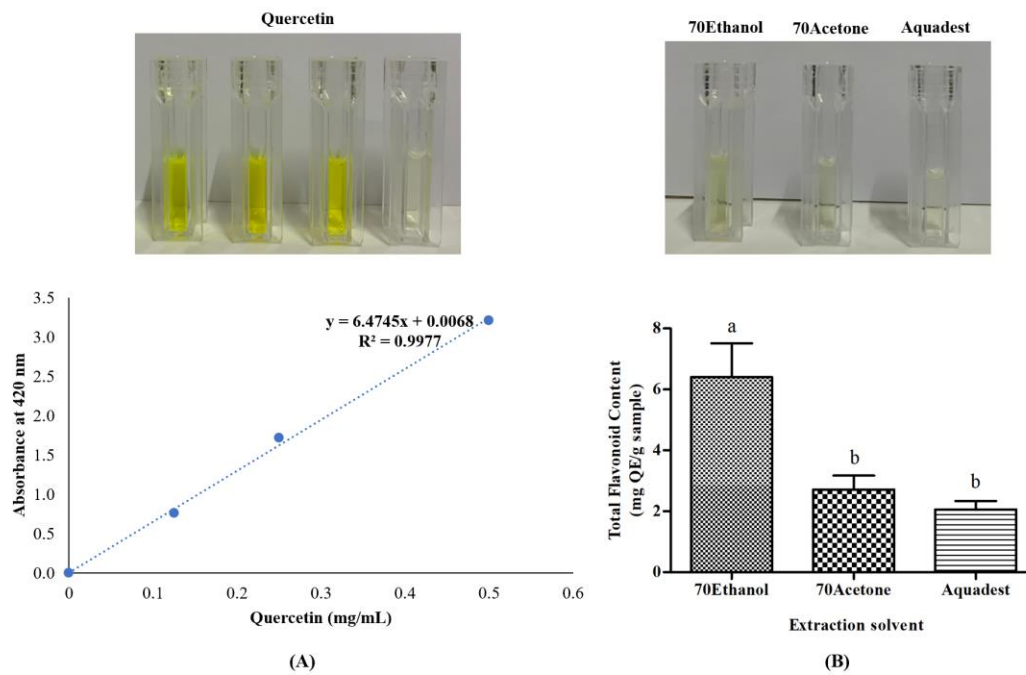 Quercetin
70Ethanol 70Acetone Aquadest
3.5
3.0
2.5
2.0
1.5
1.0
0.5
0.0
Absorbance at 420 nm
y = 6.4745x + 0.0068
R² = 0.9977
0 0.1 0.2 0.3 0.4 0.5 0.6
Quercetin (mg/mL)
(A)
Total Flavonoid Content
(mg QE/g sample)
8
6
4
2
0
a
b
b
70Ethanol 70Acetone Aquadest
Extraction solvent
(B)